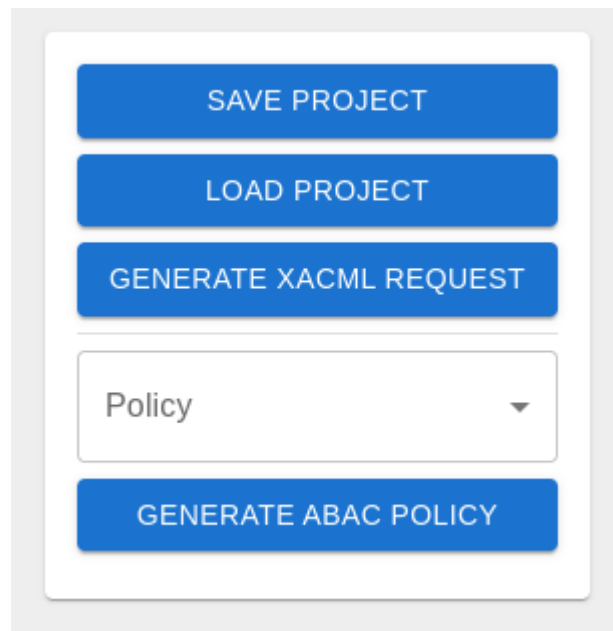 SAVE PROJECT
LOAD PROJECT
GENERATE XACML REQUEST
Policy
GENERATE ABAC POLICY